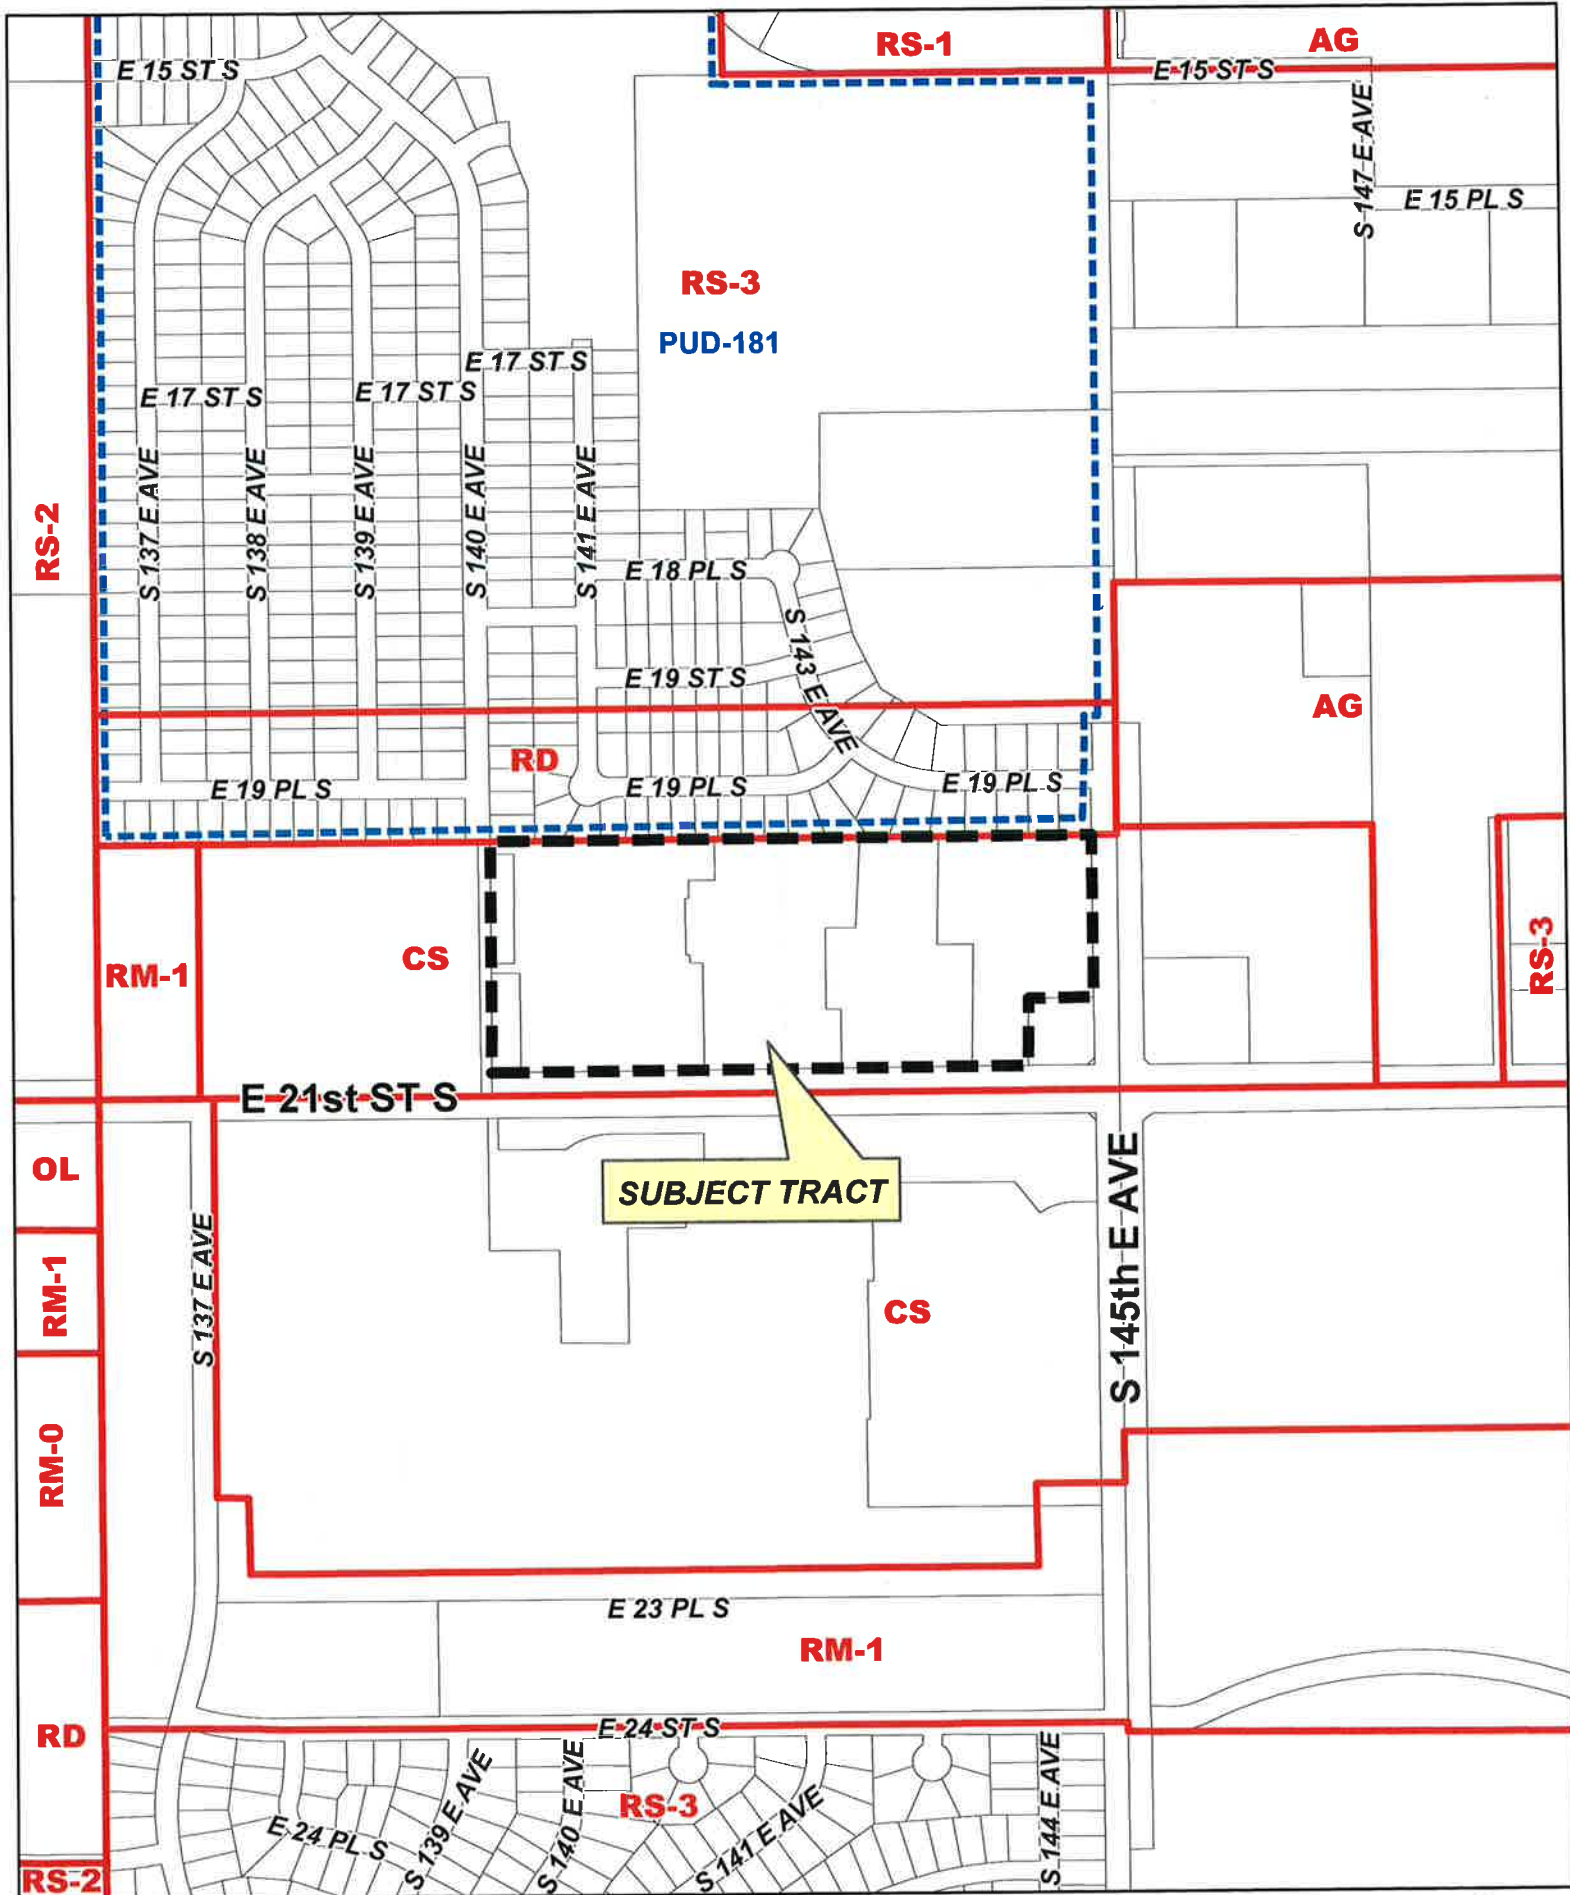 RS-1
AG
E 15 ST S
E 15 ST S
S 147 E AVE
E 15 PL S
RS-3
PUD-181
E 17 ST S
E 17 ST S
E 17 ST S
RS-2
S 137 E AVE
S 138 E AVE
S 139 E AVE
S 140 E AVE
S 141 E AVE
E 18 PL S
S 143 E AVE
E 19 ST S
AG
RD
E 19 PL S
E 19 PL S
E 19 PL S
RM-1
CS
RS-3
E 21st ST S
OL
SUBJECT TRACT
S 145th E AVE
S 137 E AVE
RM-1
CS
RM-0
E 23 PL S
RM-1
RD
E 24 ST S
RS-3
E 24 PL S
S 139 E AVE
S 140 E AVE
S 141 E AVE
S 144 E AVE
RS-2